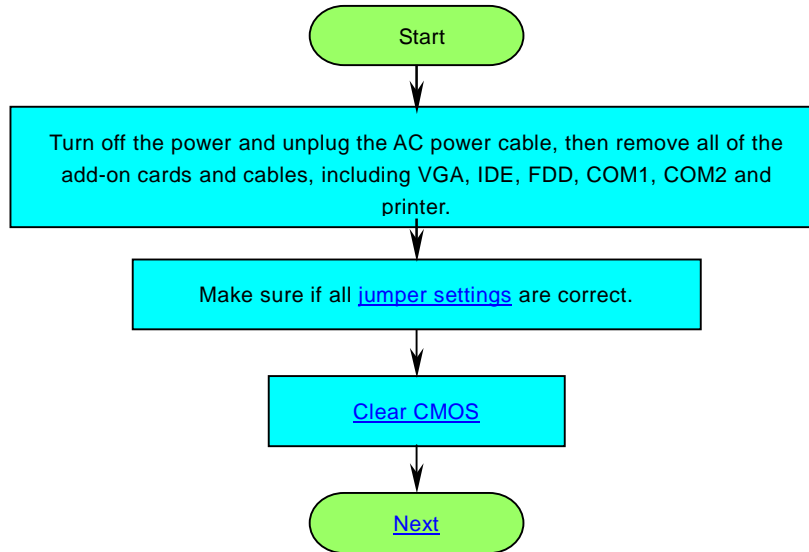 Start
Turn off the power and unplug the AC power cable, then remove all of the
add-on cards and cables, including VGA, IDE, FDD, COM1, COM2 and
printer.
Make sure if all jumper settings are correct.
Clear CMOS
Next